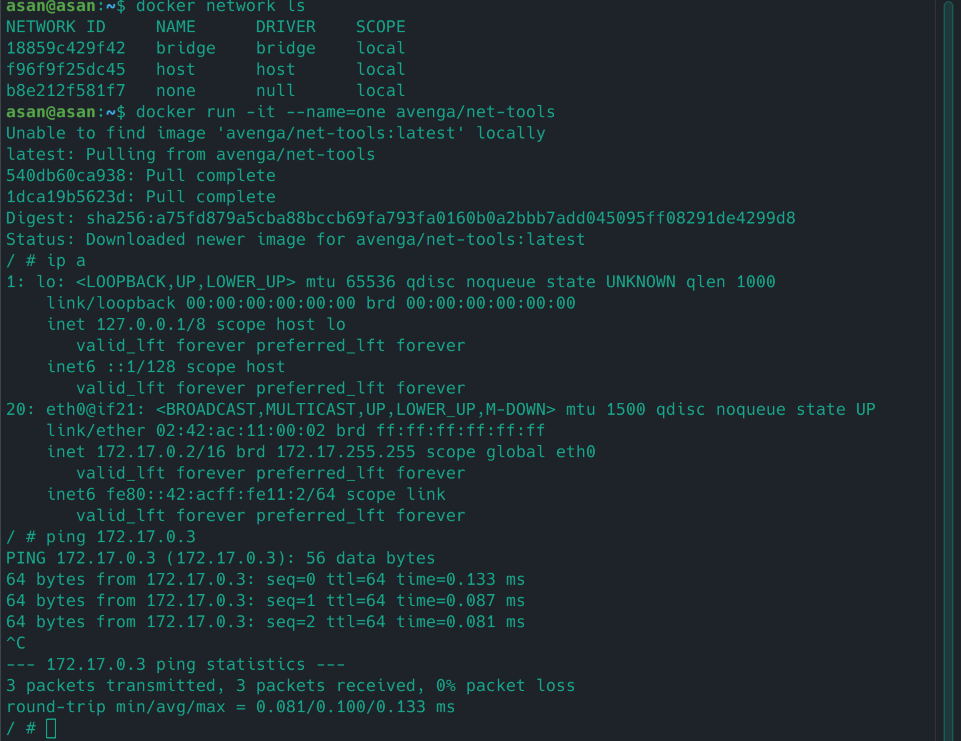 asan@asan:~$ docker network ls
NETWORK ID     NAME      DRIVER    SCOPE
18859c429f42   bridge    bridge    local
f96f9f25dc45   host      host      local
b8e212f581f7   none      null      local
asan@asan:~$ docker run -it --name=one avenga/net-tools
Unable to find image 'avenga/net-tools:latest' locally
latest: Pulling from avenga/net-tools
540db60ca938: Pull complete
1dca19b5623d: Pull complete
Digest: sha256:a75fd879a5cba88bccb69fa793fa0160b0a2bbb7add045095ff08291de4299d8
Status: Downloaded newer image for avenga/net-tools:latest
/ # ip a
1: lo: <LOOPBACK,UP,LOWER_UP> mtu 65536 qdisc noqueue state UNKNOWN qlen 1000
    link/loopback 00:00:00:00:00:00 brd 00:00:00:00:00:00
    inet 127.0.0.1/8 scope host lo
       valid_lft forever preferred_lft forever
    inet6 ::1/128 scope host
       valid_lft forever preferred_lft forever
20: eth0@if21: <BROADCAST,MULTICAST,UP,LOWER_UP,M-DOWN> mtu 1500 qdisc noqueue state UP
    link/ether 02:42:ac:11:00:02 brd ff:ff:ff:ff:ff:ff
    inet 172.17.0.2/16 brd 172.17.255.255 scope global eth0
       valid_lft forever preferred_lft forever
    inet6 fe80::42:acff:fe11:2/64 scope link
       valid_lft forever preferred_lft forever
/ # ping 172.17.0.3
PING 172.17.0.3 (172.17.0.3): 56 data bytes
64 bytes from 172.17.0.3: seq=0 ttl=64 time=0.133 ms
64 bytes from 172.17.0.3: seq=1 ttl=64 time=0.087 ms
64 bytes from 172.17.0.3: seq=2 ttl=64 time=0.081 ms
^C
--- 172.17.0.3 ping statistics ---
3 packets transmitted, 3 packets received, 0% packet loss
round-trip min/avg/max = 0.081/0.100/0.133 ms
/ #